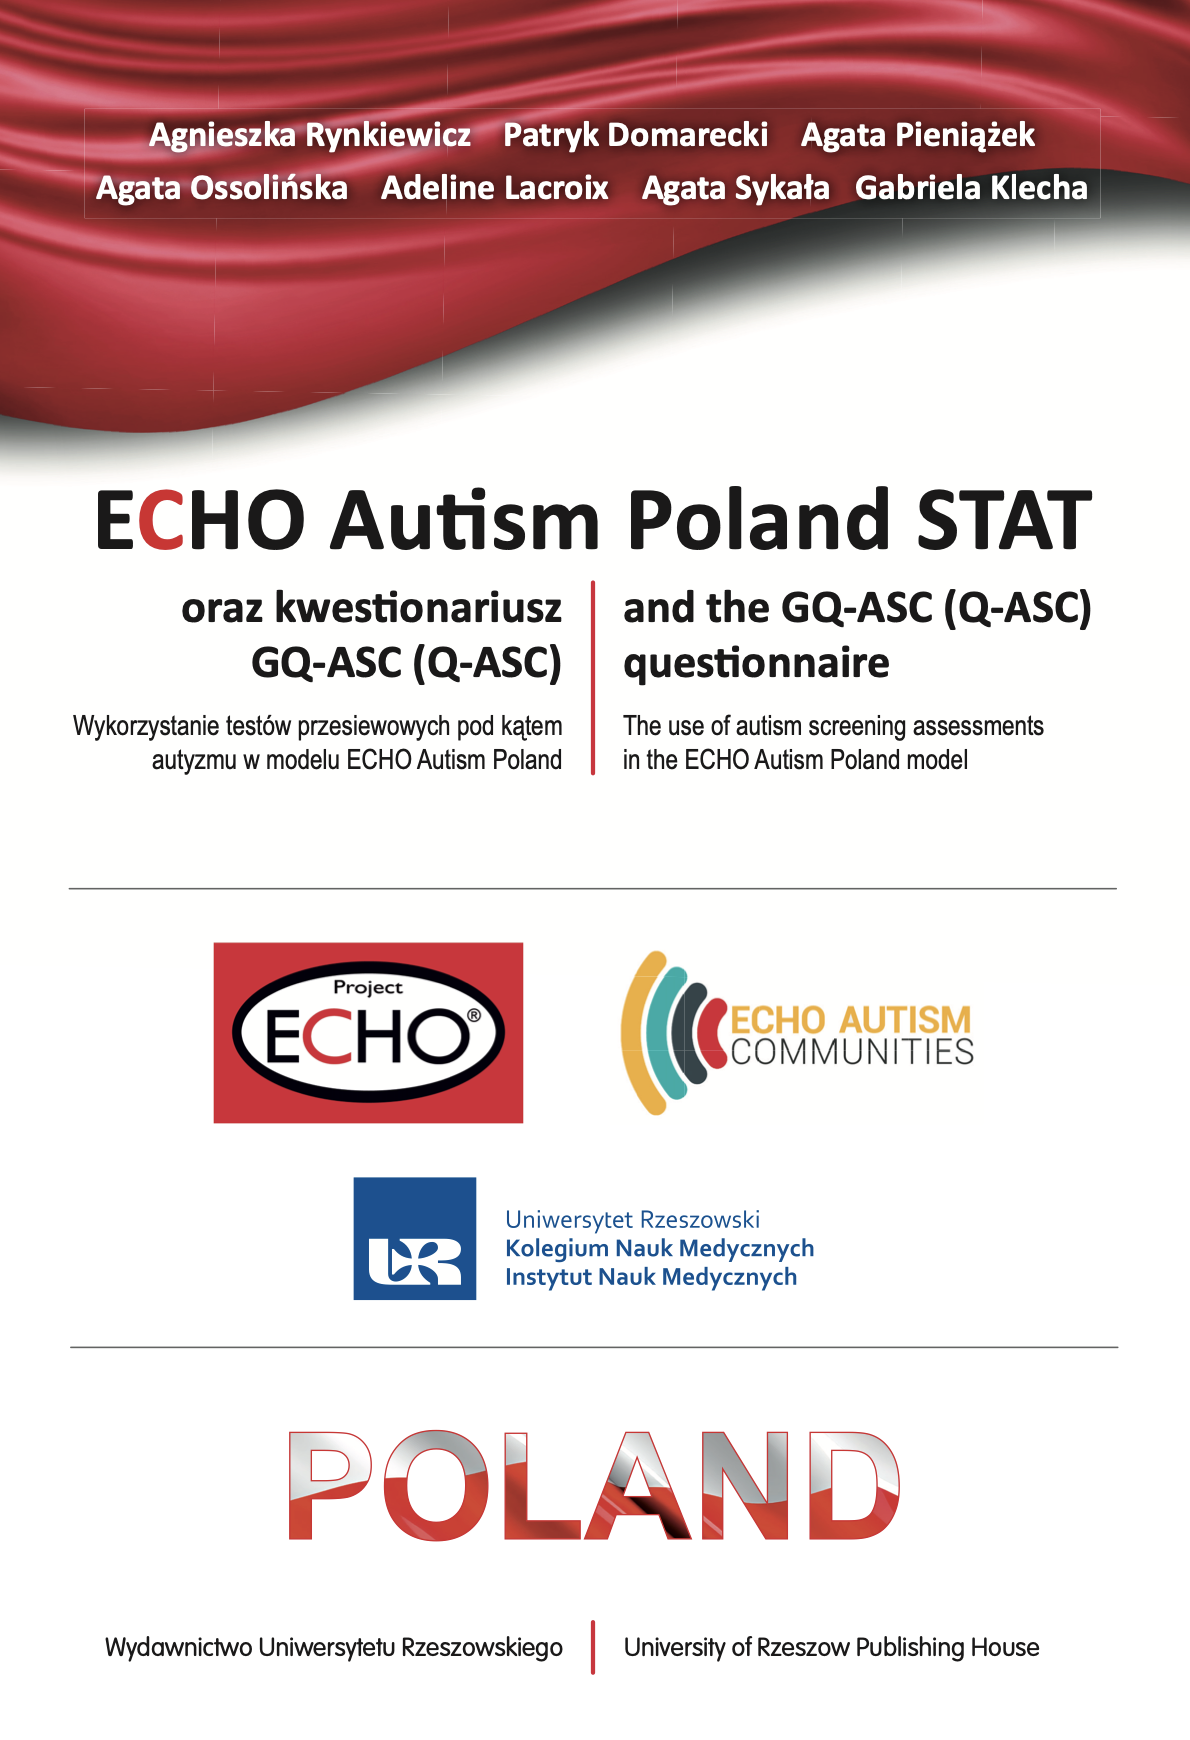 Agnieszka Rynkiewicz Patryk Domarecki Agata Pieniążek
Agata Ossolińska Adeline Lacroix Agata Sykała Gabriela Klecha
ECHO Autism Poland STAT
oraz kwestionariusz
GQ-ASC (Q-ASC)
Wykorzystanie testów przesiewowych pod kątem
autyzmu w modelu ECHO Autism Poland
and the GQ-ASC (Q-ASC)
questionnaire
The use of autism screening assessments
in the ECHO Autism Poland model
Project
ECHO®
ECHO AUTISM
COMMUNITIES
UR
Uniwersytet Rzeszowski
Kolegium Nauk Medycznych
Instytut Nauk Medycznych
POLAND
Wydawnictwo Uniwersytetu Rzeszowskiego
University of Rzeszow Publishing House